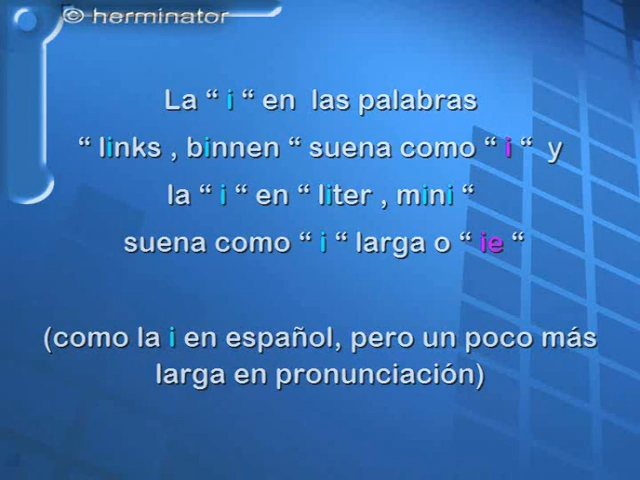 © herminator
La “ i “ en las palabras
“ links , binnen “ suena como “ i “ y
la “ i “ en “ liter , mini “
suena como “ i “ larga o “ ie “
(como la i en español, pero un poco más
larga en pronunciación)